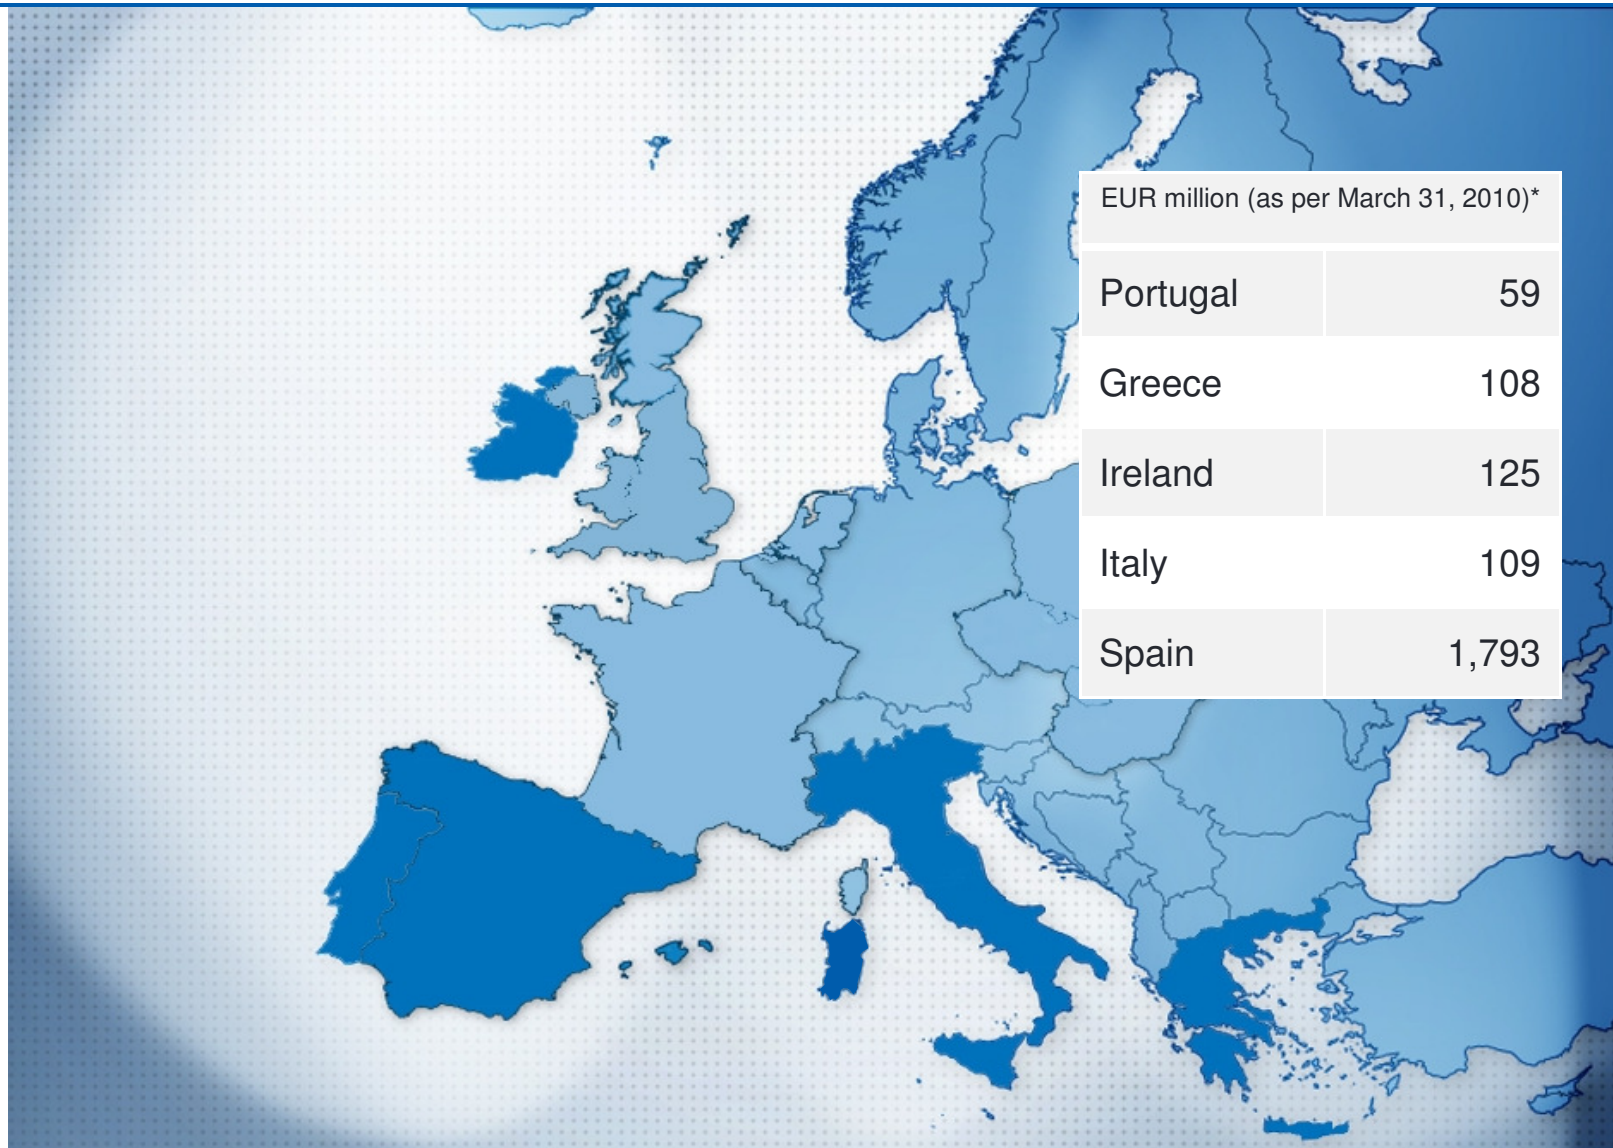 EUR million (as per March 31, 2010)*
Portugal 59
Greece 108
Ireland 125
Italy 109
Spain 1,793